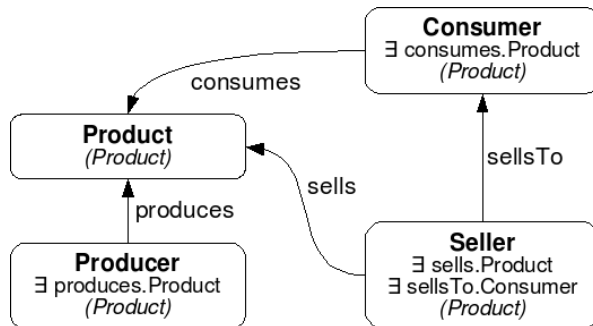 Consumer
∃ consumes.Product
(Product)
consumes
Product
(Product)
sellsTo
sells
produces
Producer
∃ produces.Product
(Product)
Seller
∃ sells.Product
∃ sellsTo.Consumer
(Product)